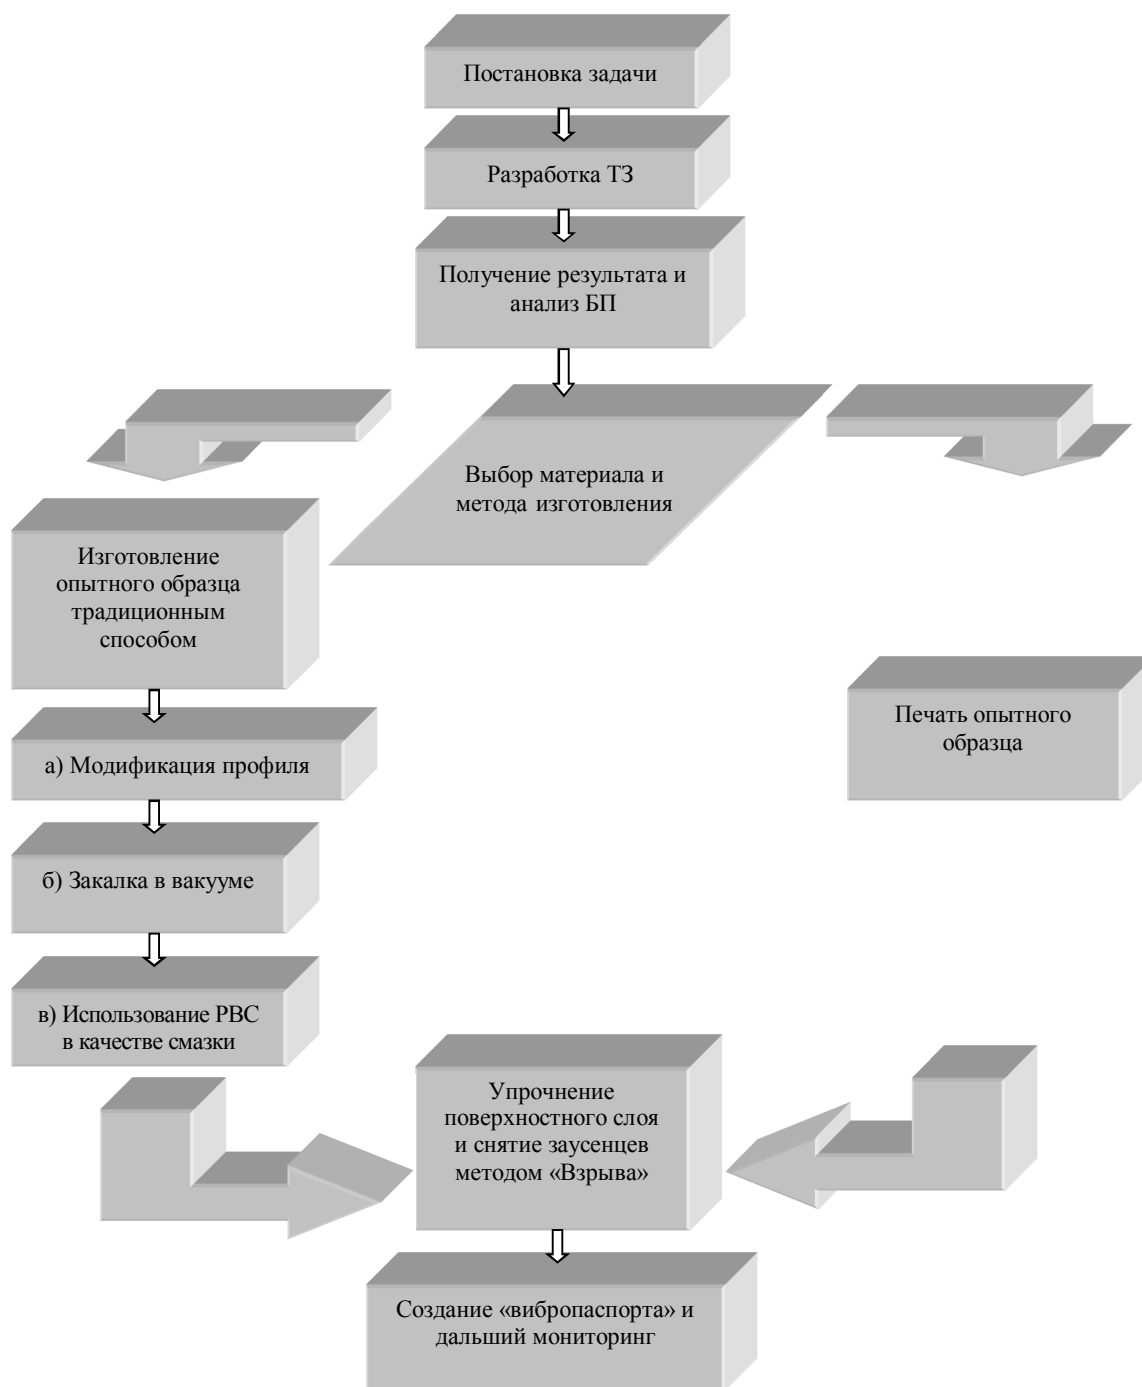 Постановка задачи
Разработка ТЗ
Получение результата и
анализ БП
Выбор материала и
метода изготовления
Изготовление
опытного образца
традиционным
способом
Печать опытного
образца
а) Модификация профиля
б) Закалка в вакууме
в) Использование РВС
в качестве смазки
Упрочнение
поверхностного слоя
и снятие заусенцев
методом «Взрыва»
Создание «вибропаспорта» и
дальший мониторинг